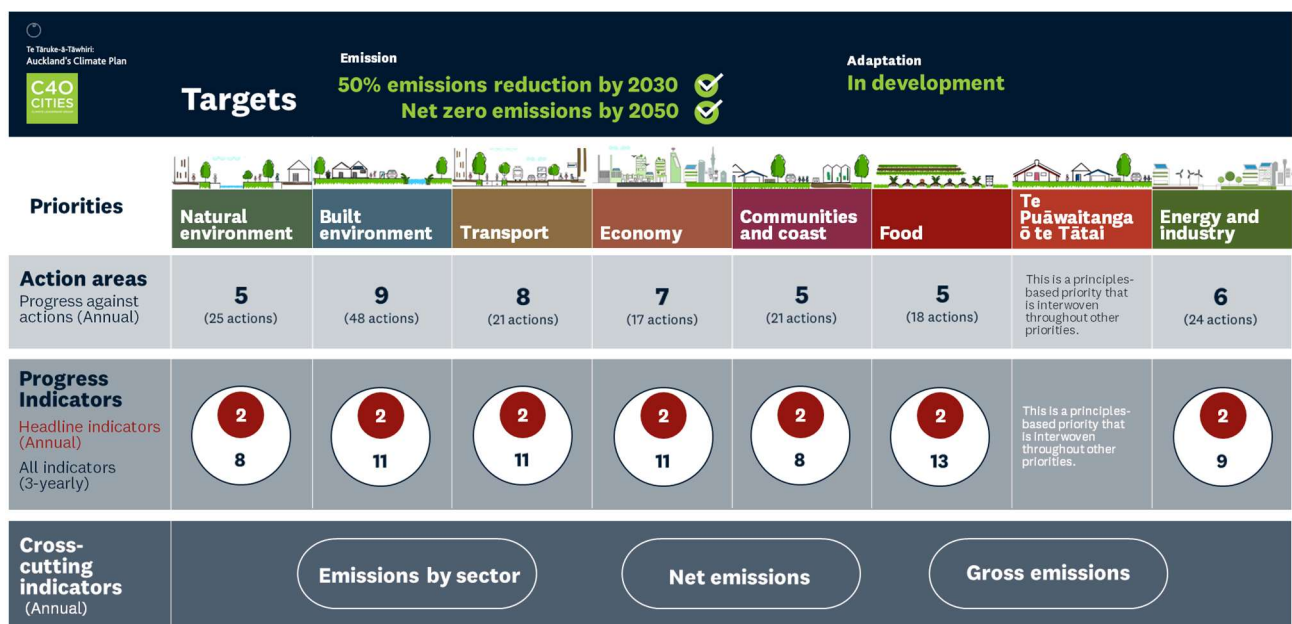 Te Tāruke-ā-Tāwhiri:
Auckland's Climate Plan
C40
CITIES
Targets
Emission
50% emissions reduction by 2030
Net zero emissions by 2050
Adaptation
In development
Priorities
Natural
environment
Built
environment
Transport
Economy
Communities
and coast
Food
Te
Puāwaitanga
ō te Tātai
Energy and
industry
Action areas
Progress against
actions (Annual)
5
(25 actions)
9
(48 actions)
8
(21 actions)
7
(17 actions)
5
(21 actions)
5
(18 actions)
This is a principles-
based priority that
is interwoven
throughout other
priorities.
6
(24 actions)
Progress
Indicators
Headline indicators
(Annual)
All indicators
(3-yearly)
2
8
2
11
2
11
2
11
2
8
2
13
This is a principles-
based priority that
is interwoven
throughout other
priorities.
2
9
Cross-
cutting
indicators
(Annual)
Emissions by sector
Net emissions
Gross emissions